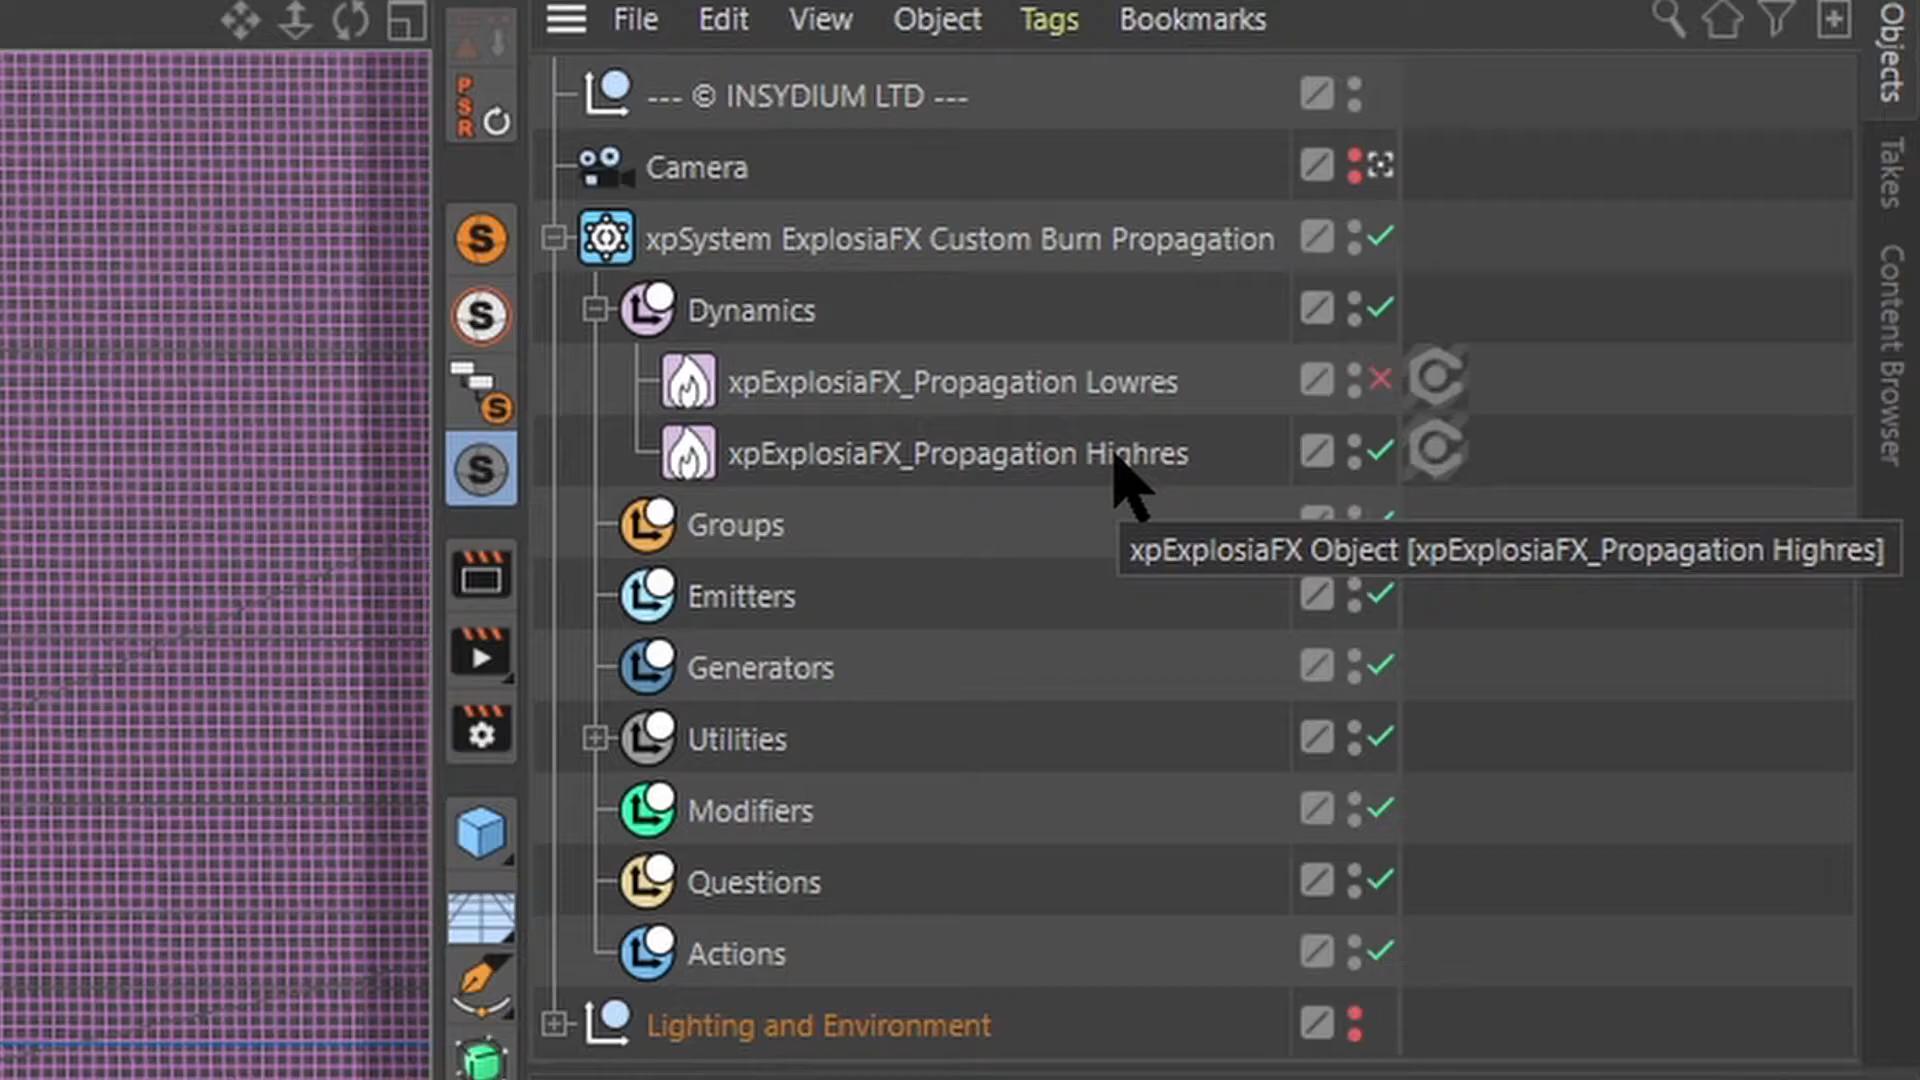 File Edit View Object Tags Bookmarks
Objects
Takes
Content Browser
P
S
R
--- © INSYDIUM LTD ---
Camera
S
xpSystem ExplosiaFX Custom Burn Propagation
Dynamics
S
xpExplosiaFX_Propagation Lowres
S
xpExplosiaFX_Propagation Highres
S
Groups
xpExplosiaFX Object [xpExplosiaFX_Propagation Highres]
Emitters
Generators
Utilities
Modifiers
Questions
Actions
Lighting and Environment